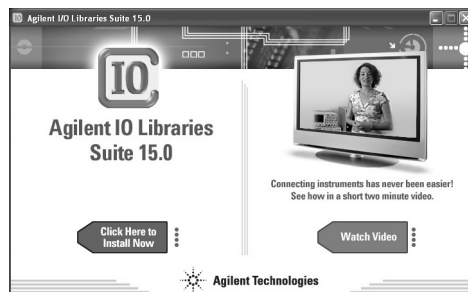 Agilent I/O Libraries Suite 15.0
IO
Agilent IO Libraries
Suite 15.0
Click Here to
Install Now
Connecting instruments has never been easier!
See how in a short two minute video.
Watch Video
Agilent Technologies